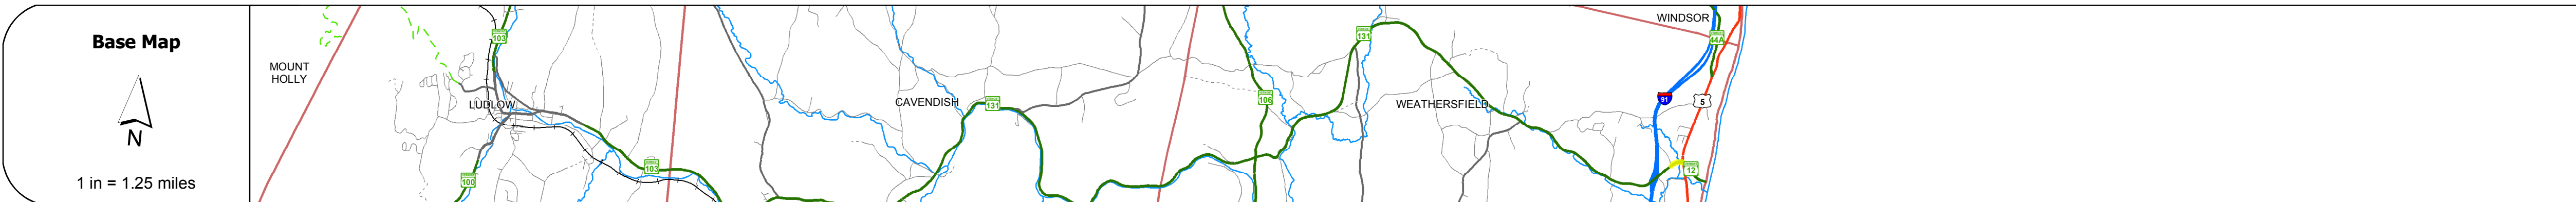 Base Map
N
1 in = 1.25 miles
MOUNT
HOLLY
103
LUDLOW
100
103
CAVENDISH
131
106
131
WEATHERSFIELD
WINDSOR
44A
91
5
12